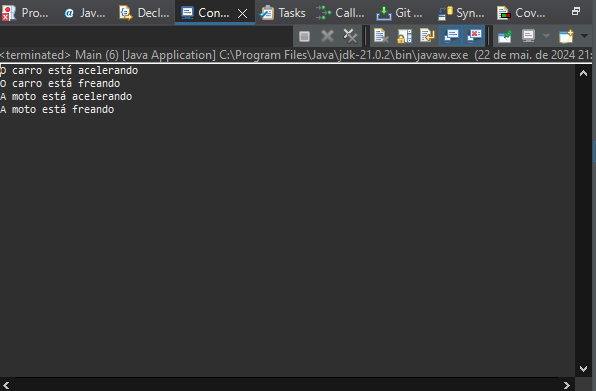 Pro... @ Jav... Decl... Con... Tasks Call... Git ... Syn... Cov...
<terminated> Main (6) [Java Application] C:\Program Files\Java\jdk-21.0.2\bin\javaw.exe (22 de mai. de 2024 21:
O carro está acelerando
O carro está freando
A moto está acelerando
A moto está freando